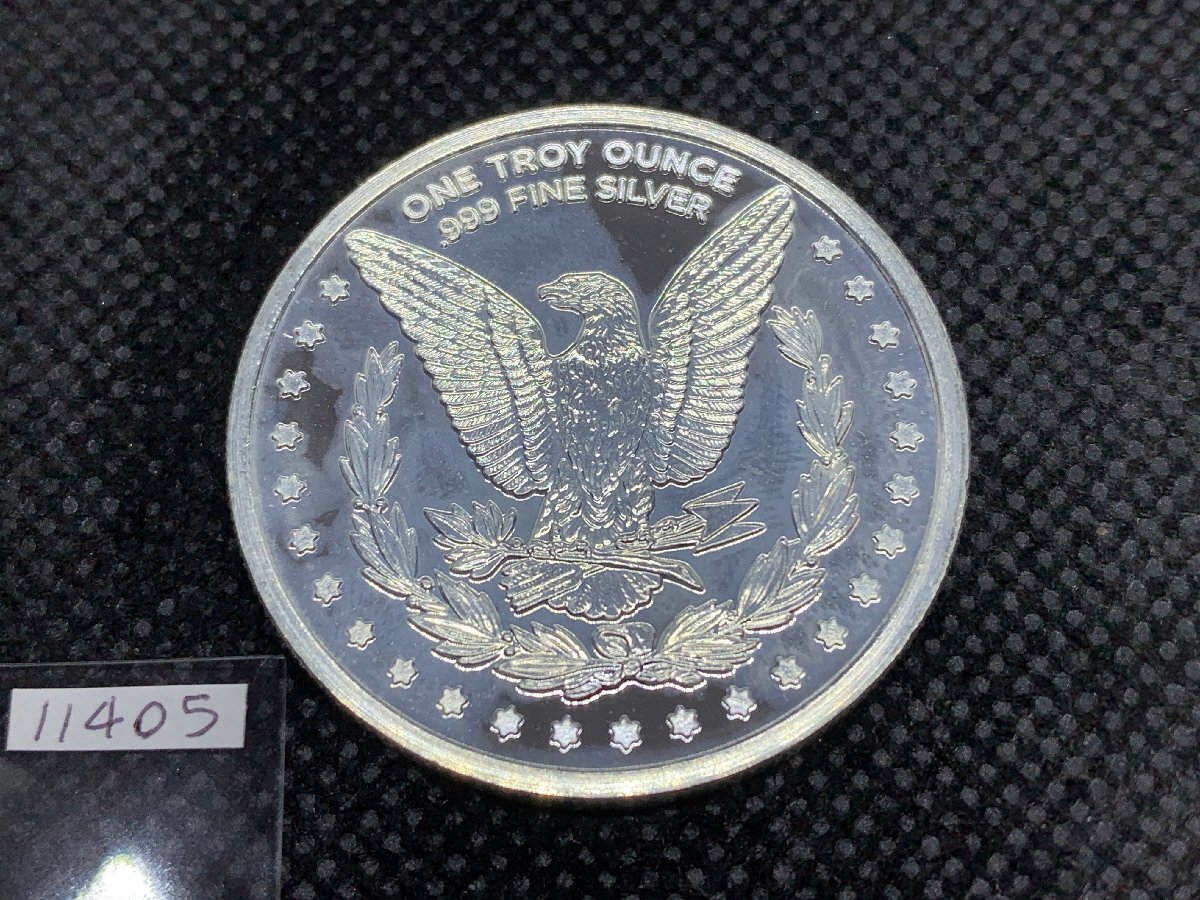 ONE TROY OUNCE
.999 FINE SILVER
11405